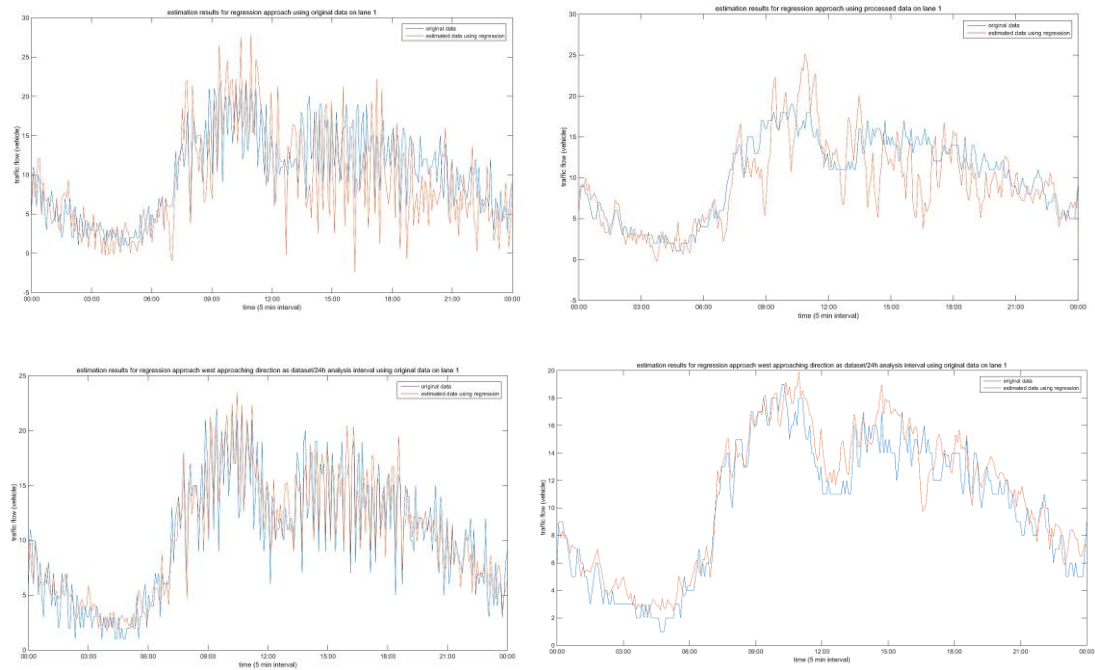 estimation results for regression approach using original data on lane 1
original data
estimated data using regression
traffic flow (vehicle)
30
25
20
15
10
5
0
-5
00:00 03:00 06:00 09:00 12:00 15:00 18:00 21:00 00:00
time (5 min interval)
estimation results for regression approach using processed data on lane 1
original data
estimated data using regression
traffic flow (vehicle)
30
25
20
15
10
5
0
-5
00:00 03:00 06:00 09:00 12:00 15:00 18:00 21:00 00:00
time (5 min interval)
estimation results for regression approach west approaching direction as dataset/24h analysis interval using original data on lane 1
original data
estimated data using regression
traffic flow (vehicle)
25
20
15
10
5
0
00:00 03:00 06:00 09:00 12:00 15:00 18:00 21:00 00:00
time (5 min interval)
estimation results for regression approach west approaching direction as dataset/24h analysis interval using original data on lane 1
original data
estimated data using regression
traffic flow (vehicle)
20
18
16
14
12
10
8
6
4
2
0
00:00 03:00 06:00 09:00 12:00 15:00 18:00 21:00 00:00
time (5 min interval)